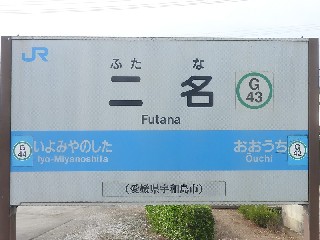 JR
ふた な
二 名
Futana
G
43
G
44
いよみやのした
Iyo-Miyanoshita
おおうち
Ōuchi
G
42
(愛媛県宇和島市)